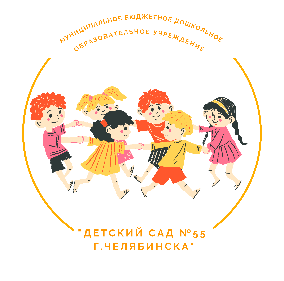 МУНИЦИПАЛЬНОЕ БЮДЖЕТНОЕ ДОШКОЛЬНОЕ
ОБРАЗОВАТЕЛЬНОЕ УЧРЕЖДЕНИЕ
"ДЕТСКИЙ САД №55
Г.ЧЕЛЯБИНСКА"